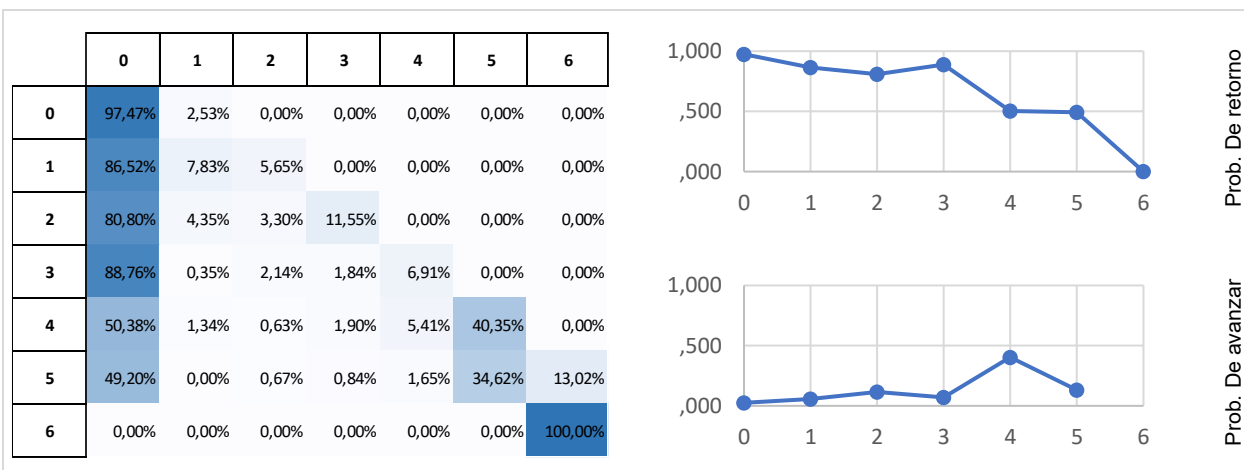 0 1 2 3 4 5 6
0 97,47% 2,53% 0,00% 0,00% 0,00% 0,00% 0,00%
1 86,52% 7,83% 5,65% 0,00% 0,00% 0,00% 0,00%
2 80,80% 4,35% 3,30% 11,55% 0,00% 0,00% 0,00%
3 88,76% 0,35% 2,14% 1,84% 6,91% 0,00% 0,00%
4 50,38% 1,34% 0,63% 1,90% 5,41% 40,35% 0,00%
5 49,20% 0,00% 0,67% 0,84% 1,65% 34,62% 13,02%
6 0,00% 0,00% 0,00% 0,00% 0,00% 0,00% 100,00%
1,000
,500
,000
0 1 2 3 4 5 6
Prob. De retorno
1,000
,500
,000
0 1 2 3 4 5 6
Prob. De avanzar